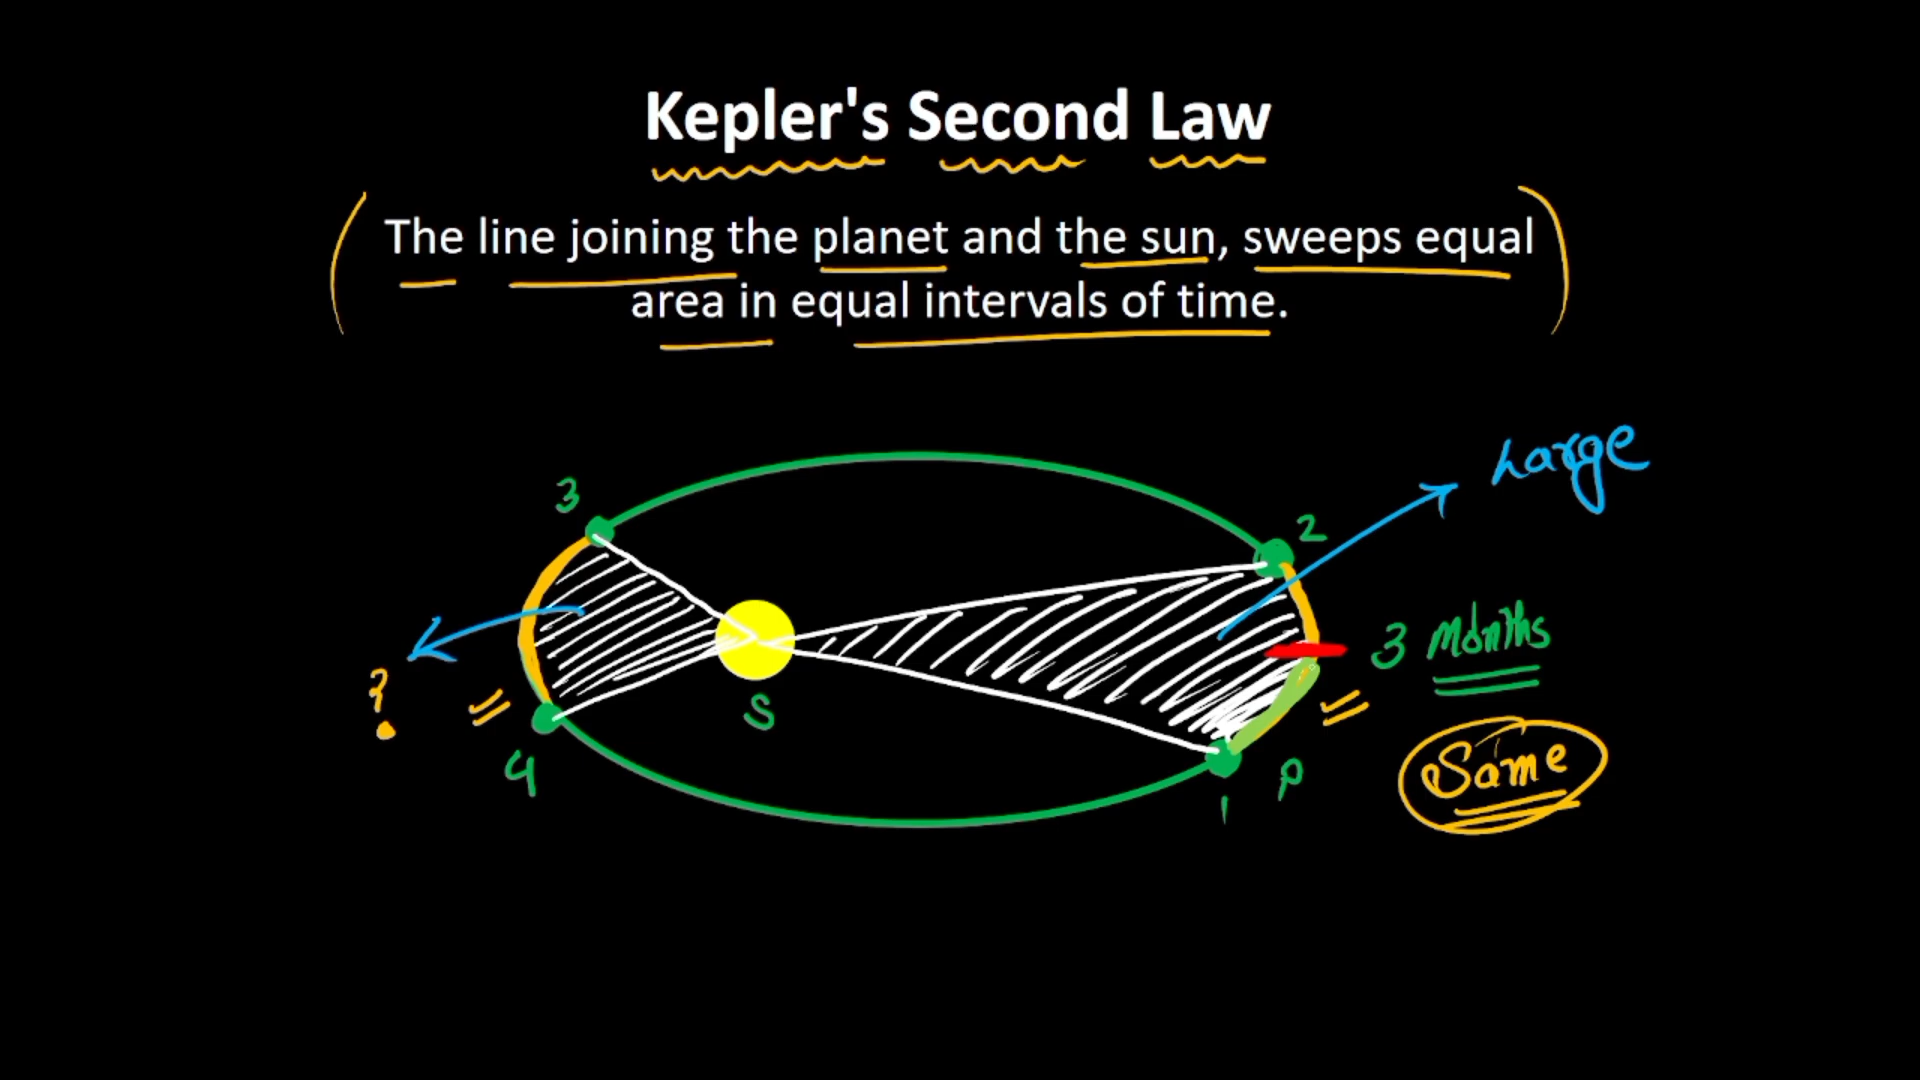 Kepler's Second Law
The line joining the planet and the sun, sweeps equal
area in equal intervals of time.
Large
3
2
3 Months
?
S
Same
4
P
1